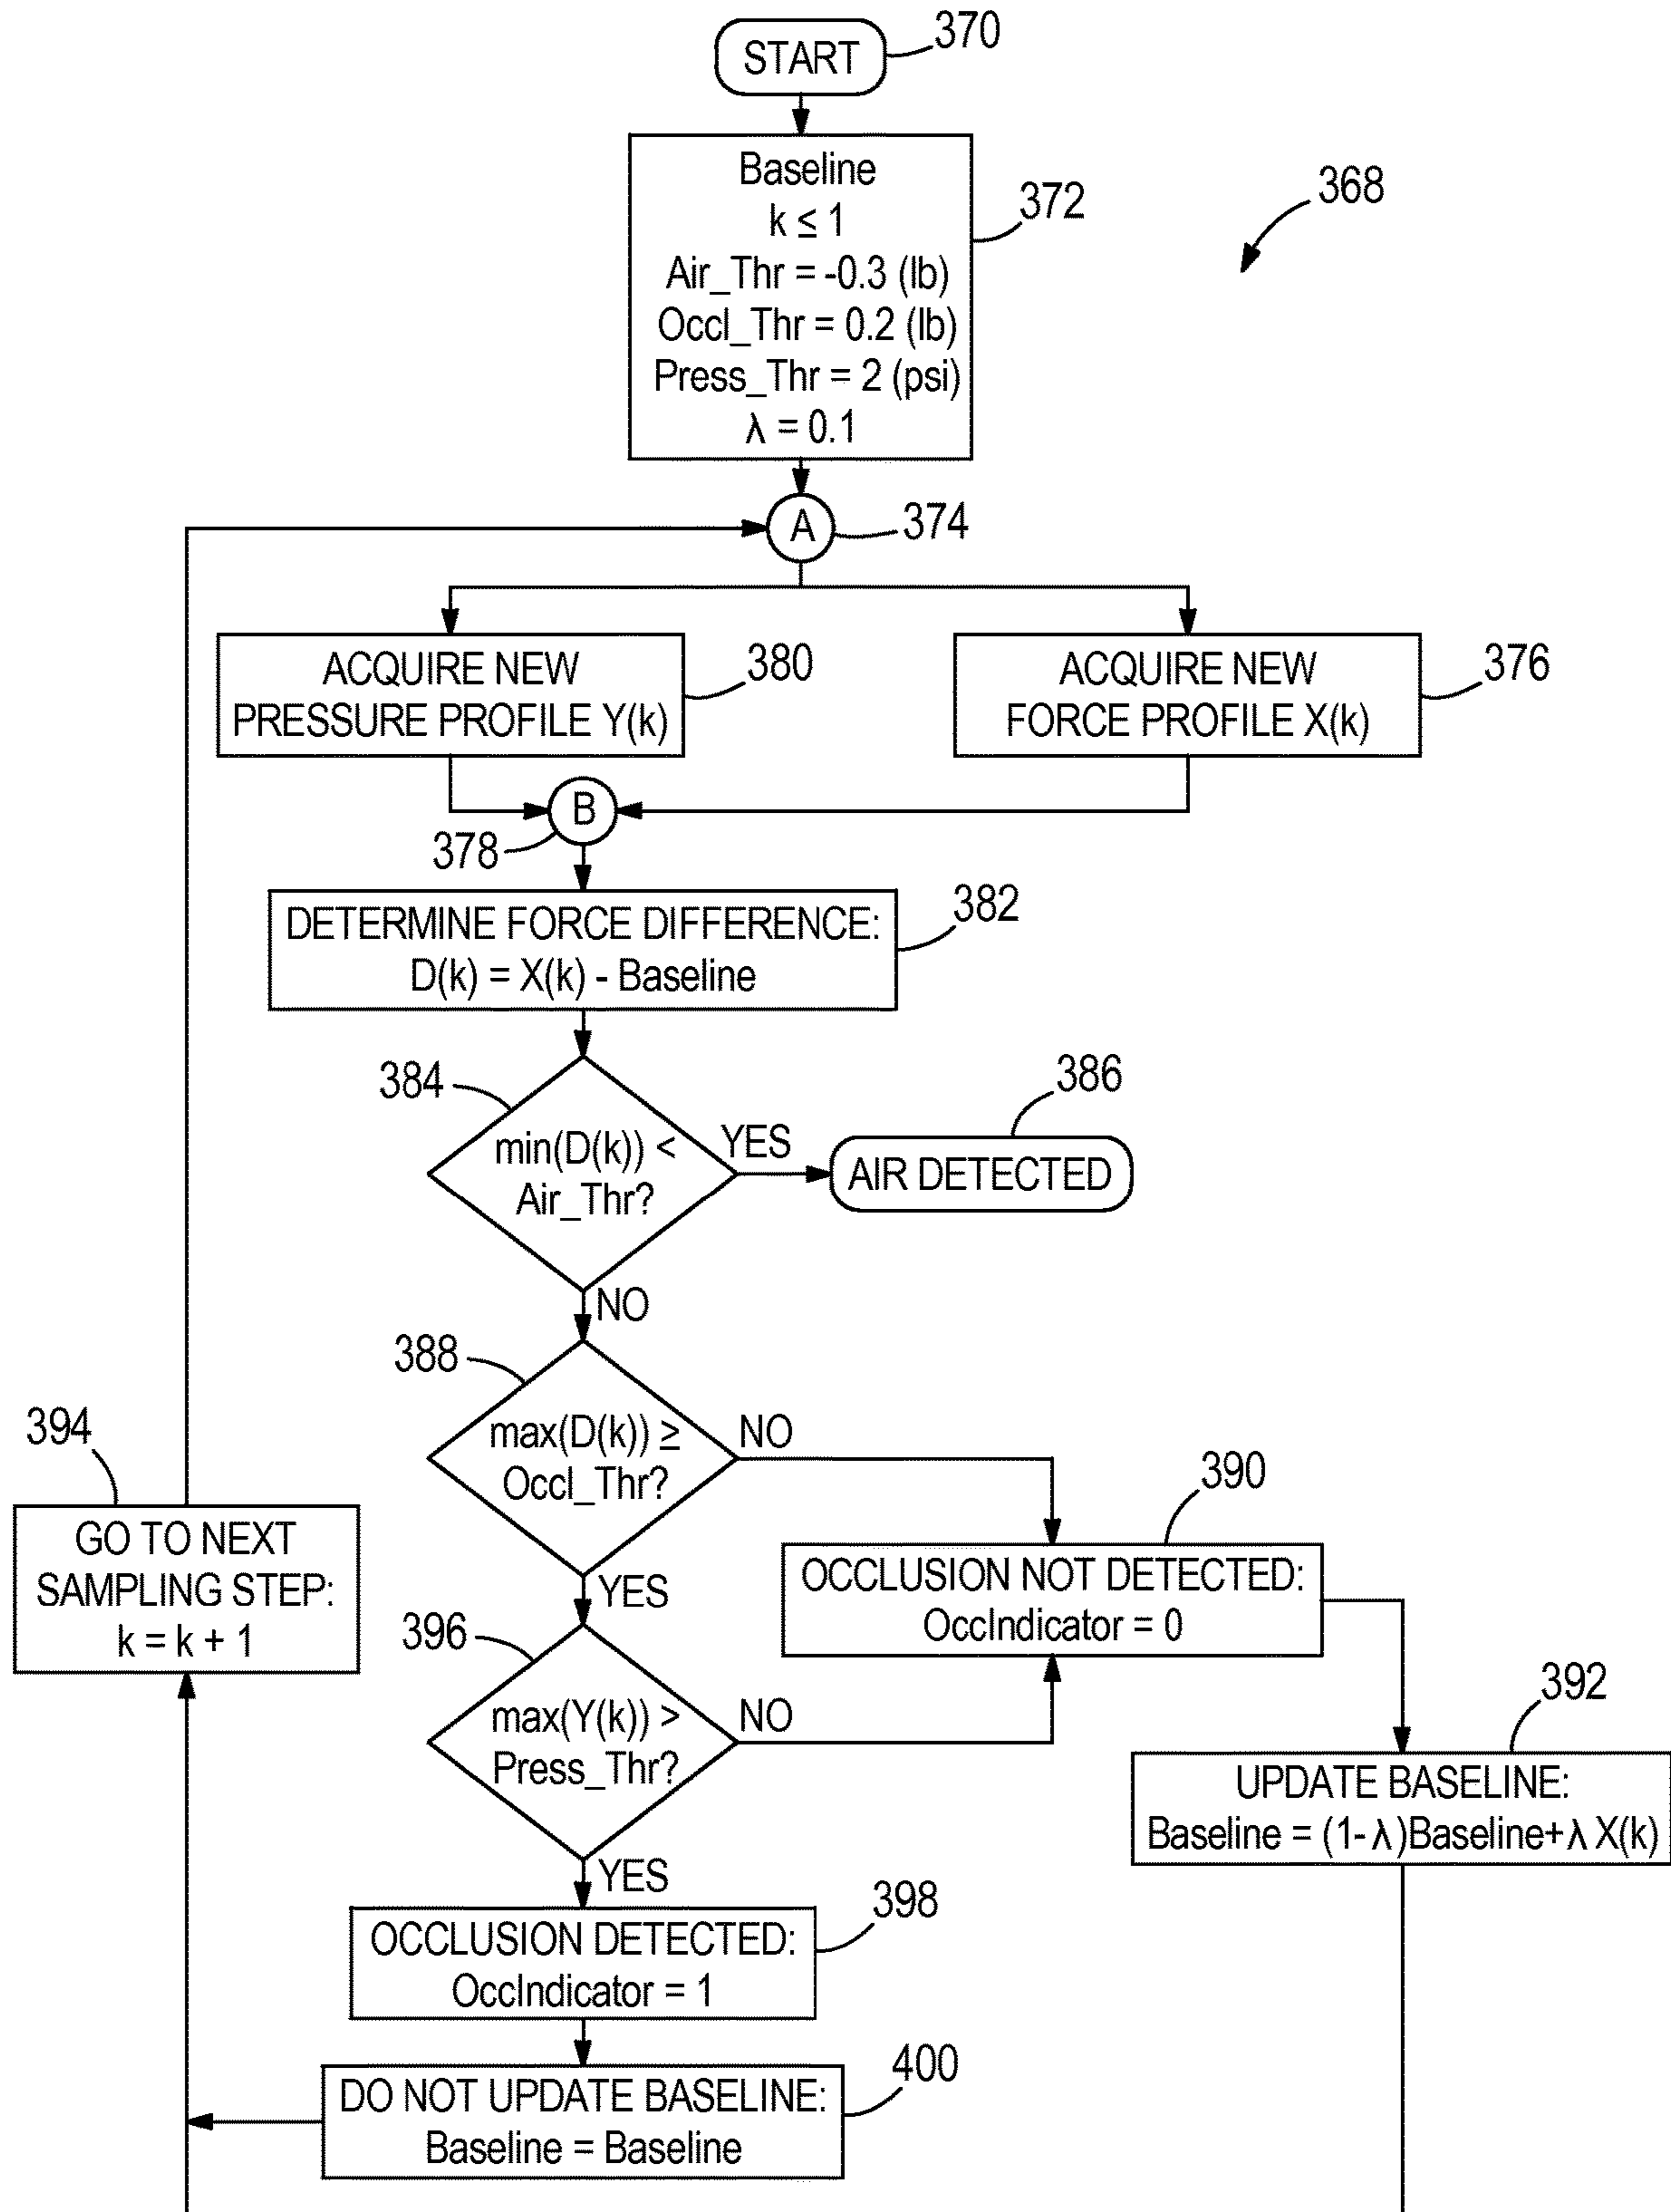 START
370
Baseline
k ≤ 1
Air_Thr = -0.3 (lb)
Occl_Thr = 0.2 (lb)
Press_Thr = 2 (psi)
λ = 0.1
372
368
A
374
ACQUIRE NEW
PRESSURE PROFILE Y(k)
380
ACQUIRE NEW
FORCE PROFILE X(k)
376
B
378
DETERMINE FORCE DIFFERENCE:
D(k) = X(k) - Baseline
382
384
min(D(k)) <
Air_Thr?
YES
AIR DETECTED
386
NO
388
max(D(k)) ≥
Occl_Thr?
NO
394
GO TO NEXT
SAMPLING STEP:
k = k + 1
390
OCCLUSION NOT DETECTED:
OccIndicator = 0
YES
396
max(Y(k)) >
Press_Thr?
NO
392
UPDATE BASELINE:
Baseline = (1-λ)Baseline+λ X(k)
YES
398
OCCLUSION DETECTED:
OccIndicator = 1
400
DO NOT UPDATE BASELINE:
Baseline = Baseline